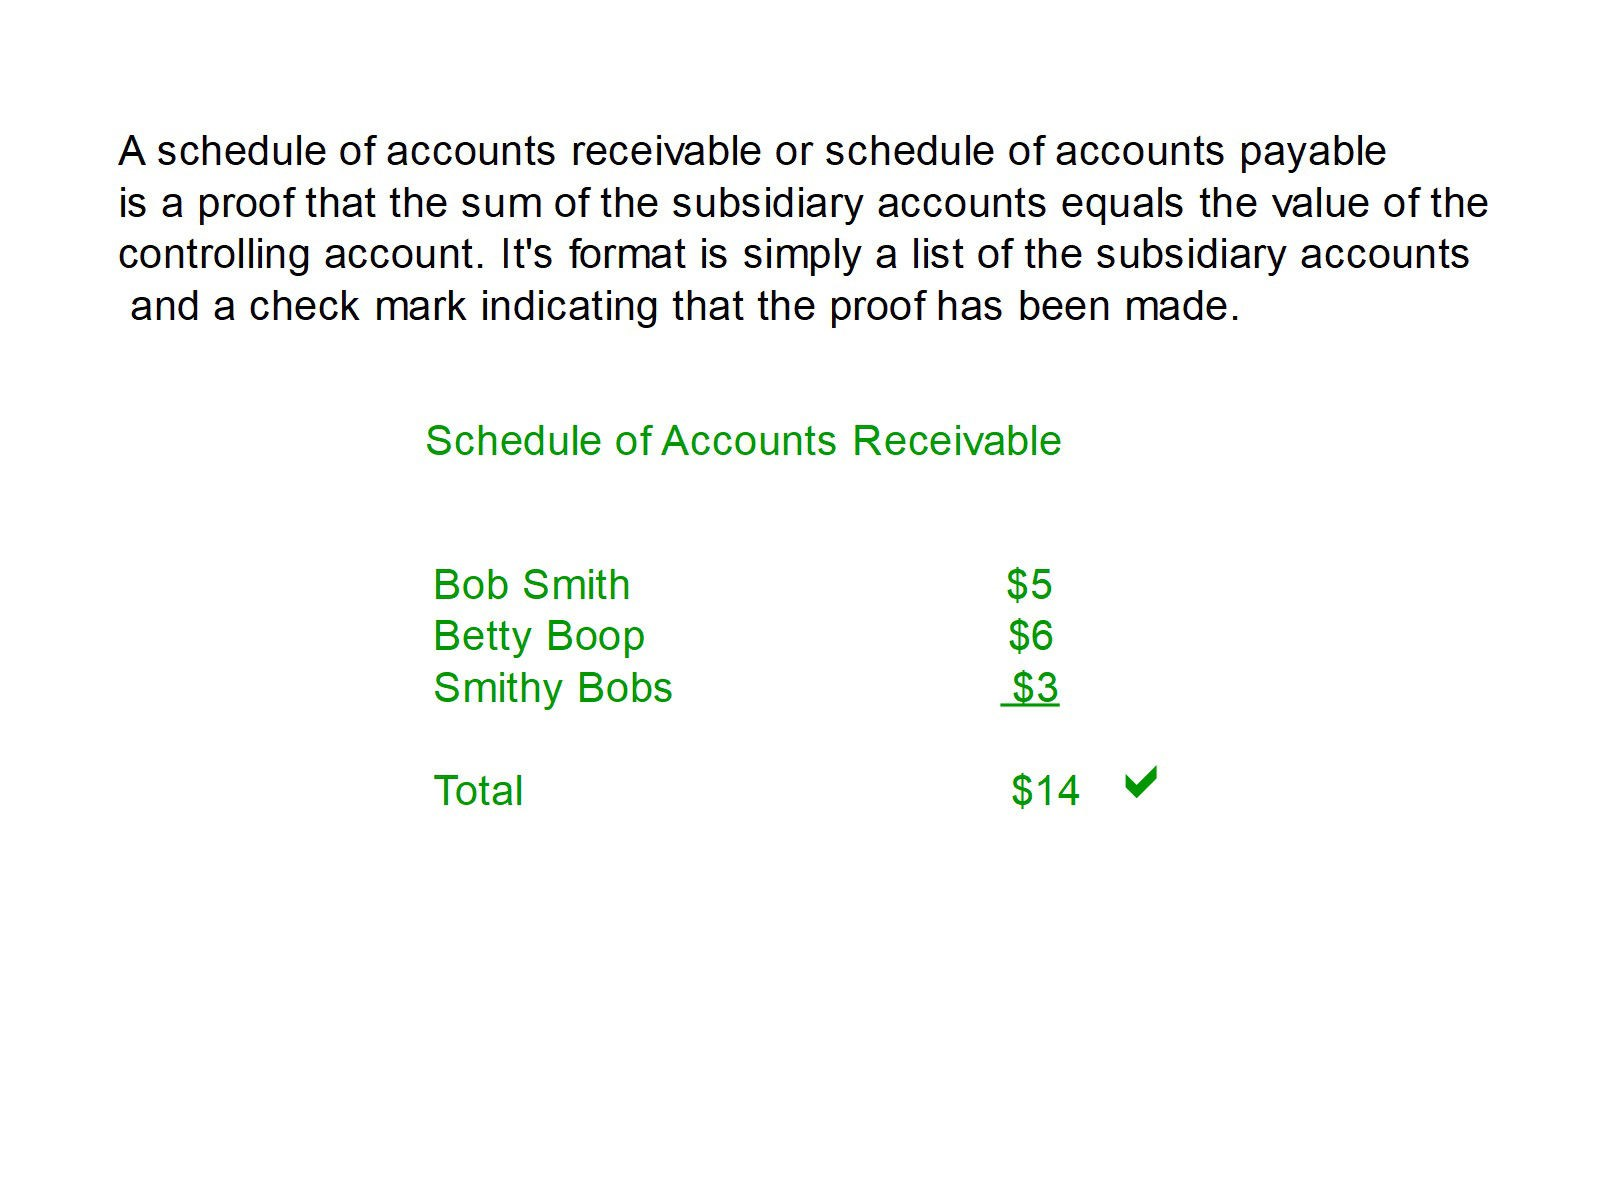 A schedule of accounts receivable or schedule of accounts payable
is a proof that the sum of the subsidiary accounts equals the value of the
controlling account. It's format is simply a list of the subsidiary accounts
and a check mark indicating that the proof has been made.
Schedule of Accounts Receivable
Bob Smith $5
Betty Boop $6
Smithy Bobs $3
Total $14 ✓